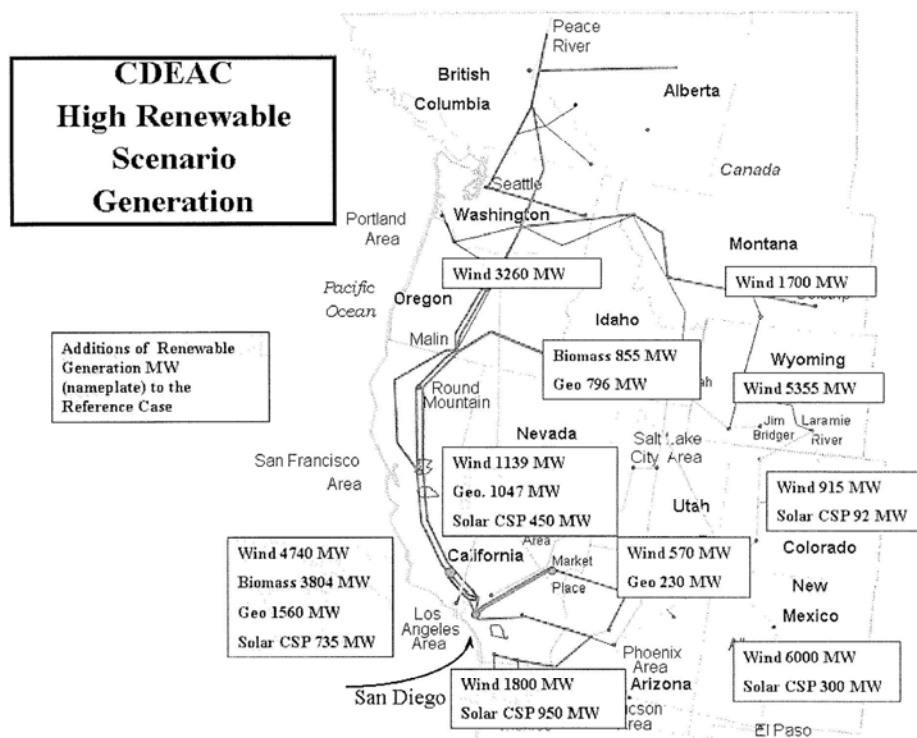 CDEAC
High Renewable
Scenario
Generation
Peace
River
British
Columbia
Alberta
Canada
Seattle
Portland
Area
Washington
Montana
Wind 3260 MW
Wind 1700 MW
Pacific
Ocean
Oregon
Idaho
Malin
Additions of Renewable
Generation MW
(nameplate) to the
Reference Case
Biomass 855 MW
Geo 796 MW
Wyoming
Wind 5355 MW
Round
Mountain
Jim
Bridger
Laramie
River
Nevada
Salt Lake
City Area
San Francisco
Area
Wind 1139 MW
Geo. 1047 MW
Solar CSP 450 MW
Utah
Wind 915 MW
Solar CSP 92 MW
Colorado
Area
California
Market
Place
Wind 570 MW
Geo 230 MW
Wind 4740 MW
Biomass 3804 MW
Geo 1560 MW
Solar CSP 735 MW
New
Mexico
Los
Angeles
Area
Phoenix
Area
Arizona
Wind 6000 MW
Solar CSP 300 MW
San Diego
Wind 1800 MW
Solar CSP 950 MW
Area
El Paso